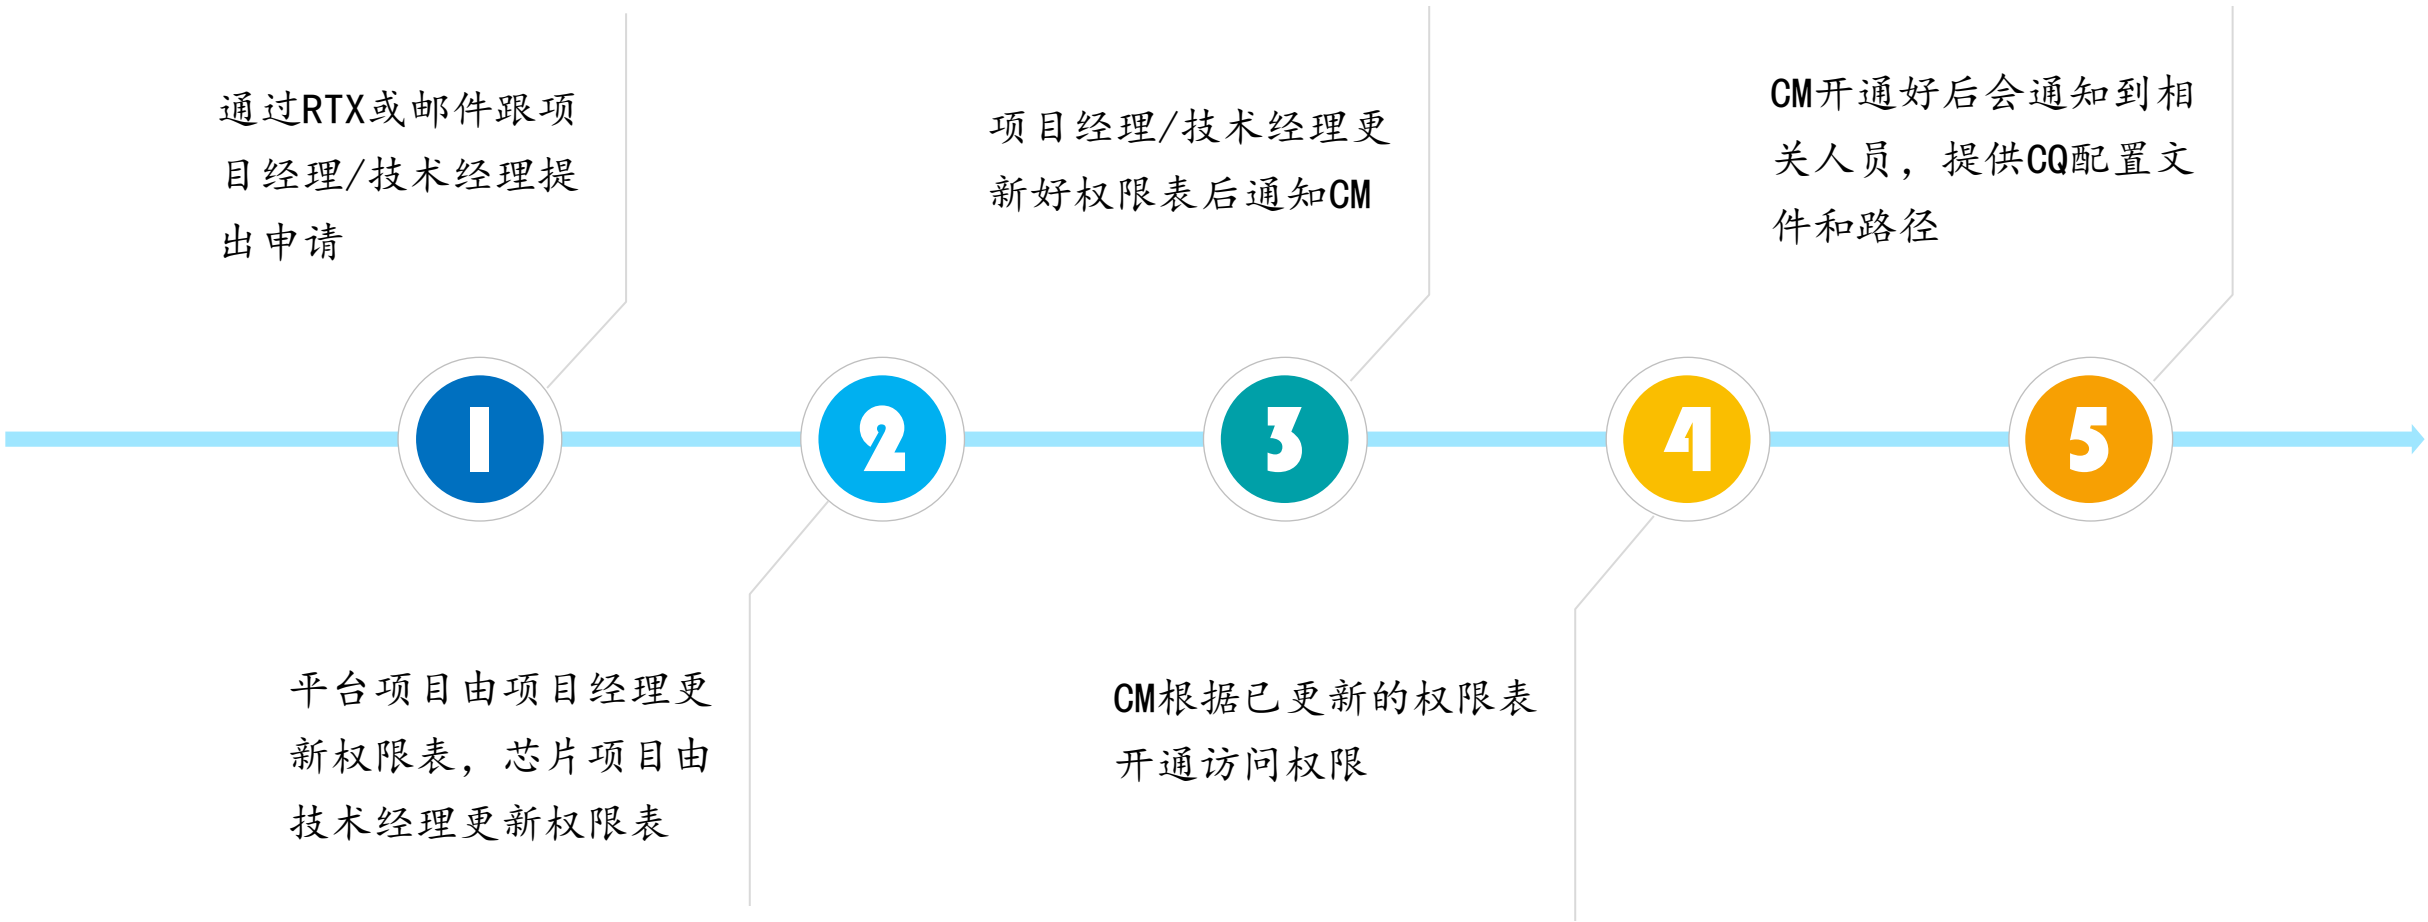 通过RTX或邮件跟项
目经理/技术经理提
出申请
1
平台项目由项目经理更
新权限表，芯片项目由
技术经理更新权限表
2
项目经理/技术经理更
新好权限表后通知CM
3
CM根据已更新的权限表
开通访问权限
4
CM开通好后会通知到相
关人员，提供CQ配置文
件和路径
5